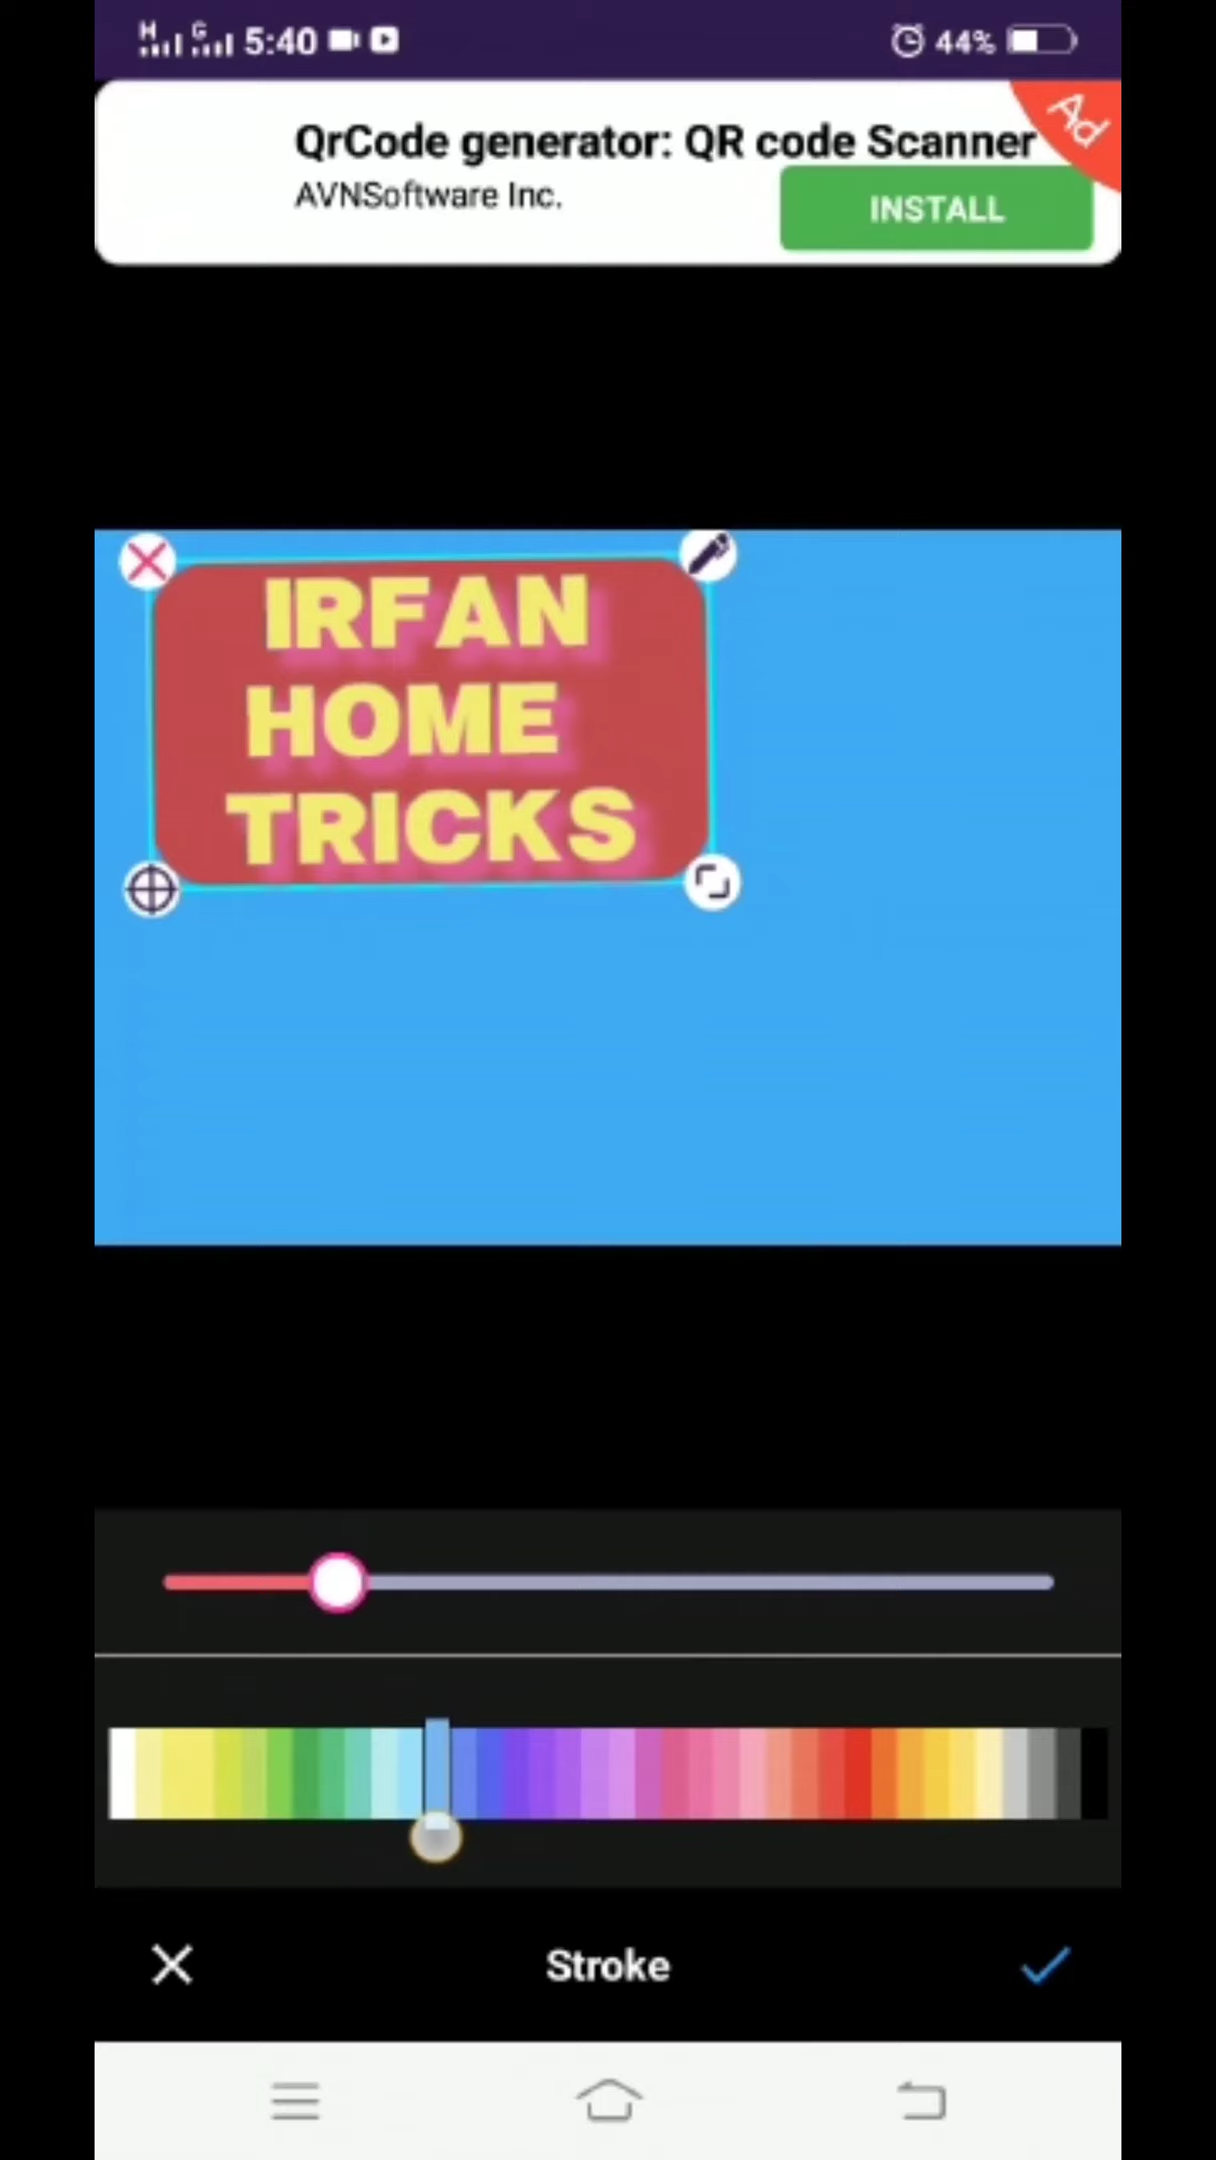 H G 5:40 44%
QrCode generator: QR code Scanner
Ad
AVNSoftware Inc.
INSTALL
IRFAN
HOME
TRICKS
Stroke